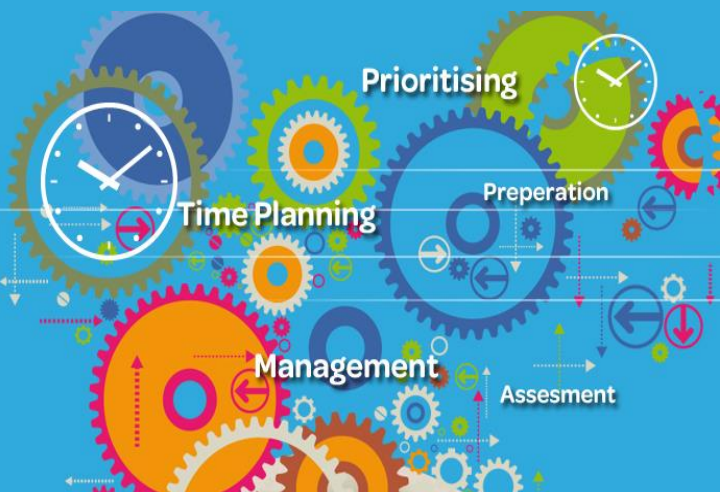 Prioritising
Preperation
Time Planning
Management
Assesment